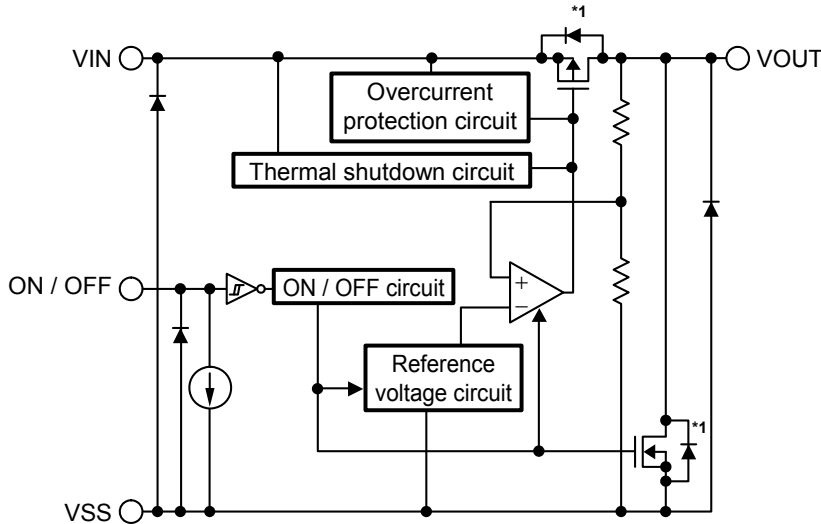 *1
VIN
VOUT
Overcurrent
protection circuit
Thermal shutdown circuit
ON / OFF
ON / OFF circuit
+
−
Reference
voltage circuit
*1
VSS